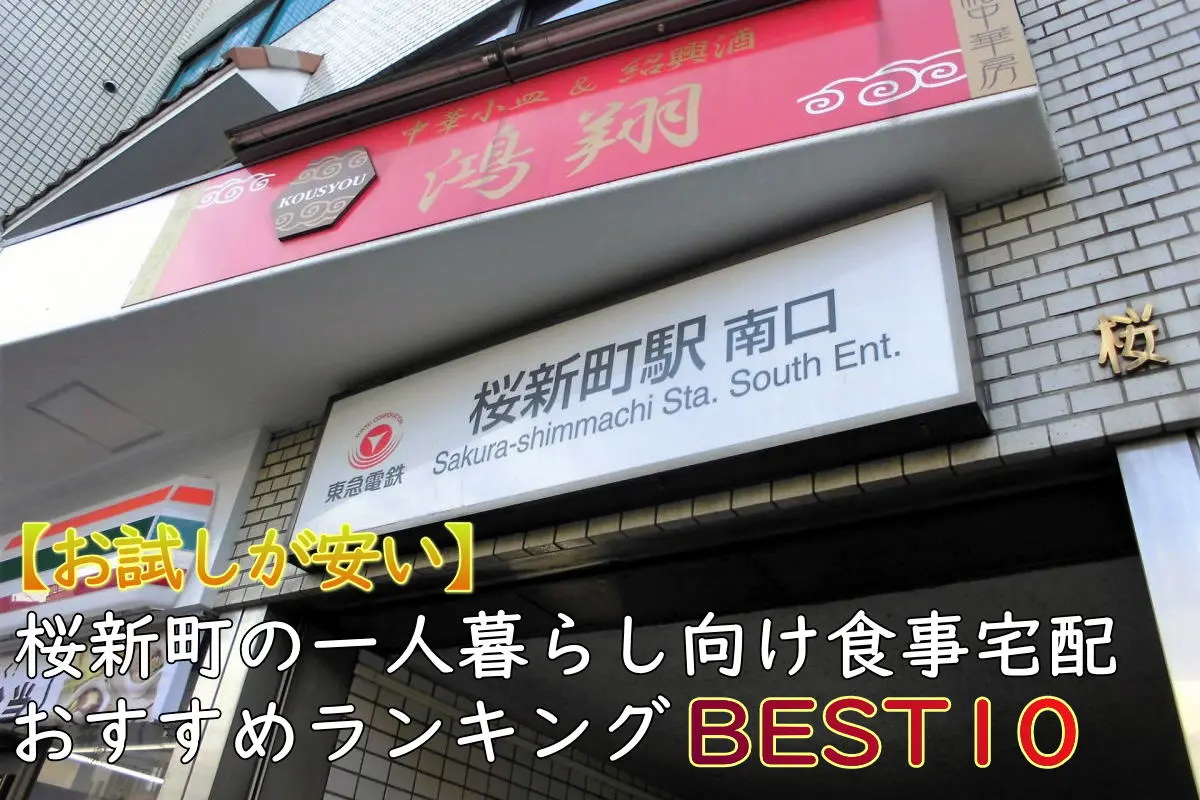 中華房
中華小皿 & 紹興酒
鴻翔
KOUSYOU
桜新町駅 南口
Sakura-shimmachi Sta. South Ent.
東急電鉄
桜
【お試しが安い】
桜新町の一人暮らし向け食事宅配
おすすめランキングBEST10